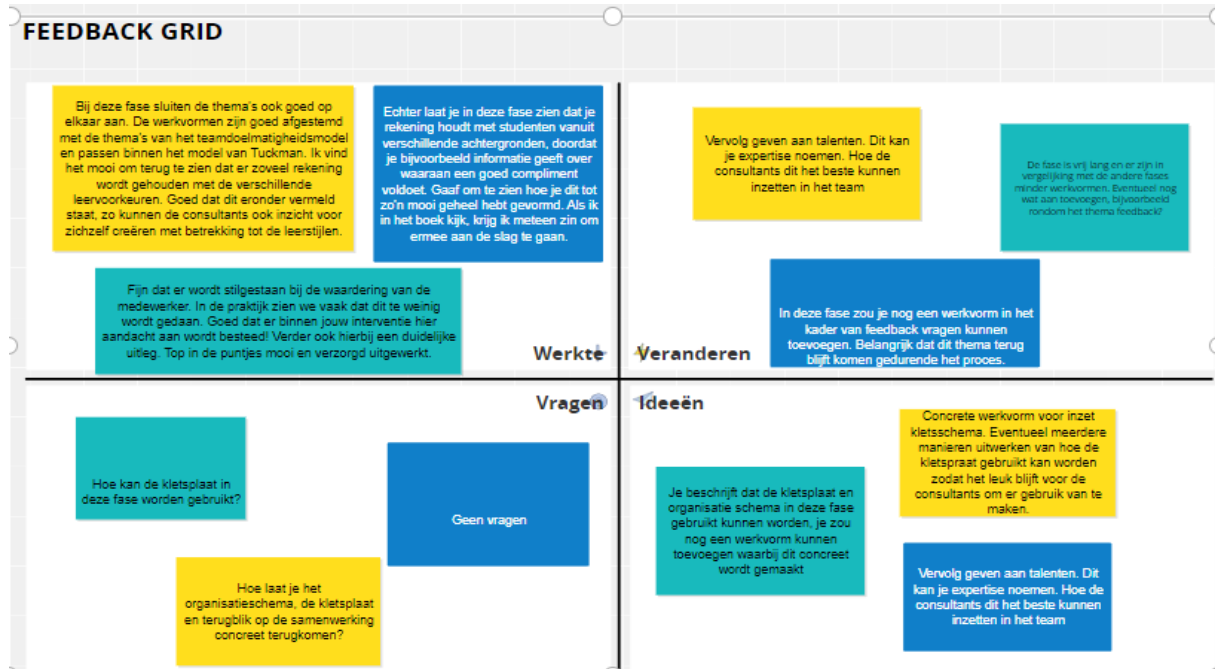 FEEDBACK GRID
Bij deze fase sluiten de thema's ook goed op
elkaar aan. De werkvormen zijn goed afgestemd
met de thema's van het teamdoelmatigheidsmodel
en passen binnen het model van Tuckman. Ik vind
het mooi om terug te zien dat er zoveel rekening
wordt gehouden met de verschillende
leervoorkeuren. Goed dat dit eronder vermeld
staat, zo kunnen de consultants ook inzicht voor
zichzelf creëren met betrekking tot de leerstijlen.
Echter laat je in deze fase zien dat je
rekening houdt met studenten vanuit
verschillende achtergronden, doordat
je bijvoorbeeld informatie geeft over
waaraan een goed compliment
voldoet. Gaaf om te zien hoe je dit tot
zo'n mooi geheel hebt gevormd. Als ik
in het boek kijk, krijg ik meteen zin om
ermee aan de slag te gaan.
Fijn dat er wordt stilgestaan bij de waardering van de
medewerker. In de praktijk zien we vaak dat dit te weinig
wordt gedaan. Goed dat er binnen jouw interventie hier
aandacht aan wordt besteed! Verder ook hierbij een duidelijke
uitleg. Top in de puntjes mooi en verzorgd uitgewerkt.
Werkte
Vervolg geven aan talenten. Dit kan
je expertise noemen. Hoe de
consultants dit het beste kunnen
inzetten in het team
De fase is vrij lang en er zijn in
vergelijking met de andere fases
minder werkvormen. Eventueel nog
wat aan toevoegen, bijvoorbeeld
rondom het thema feedback?
In deze fase zou je nog een werkvorm in het
kader van feedback vragen kunnen
toevoegen. Belangrijk dat dit thema terug
blijft komen gedurende het proces.
Veranderen
Vragen
Hoe kan de kletsplaat in
deze fase worden gebruikt?
Geen vragen
Hoe laat je het
organisatieschema, de kletsplaat
en terugblik op de samenwerking
concreet terugkomen?
Ideeën
Concrete werkvorm voor inzet
kletsschema. Eventueel meerdere
manieren uitwerken van hoe de
kletspraat gebruikt kan worden
zodat het leuk blijft voor de
consultants om er gebruik van te
maken.
Je beschrijft dat de kletsplaat en
organisatie schema in deze fase
gebruikt kunnen worden, je zou
nog een werkvorm kunnen
toevoegen waarbij dit concreet
wordt gemaakt
Vervolg geven aan talenten. Dit
kan je expertise noemen. Hoe de
consultants dit het beste kunnen
inzetten in het team